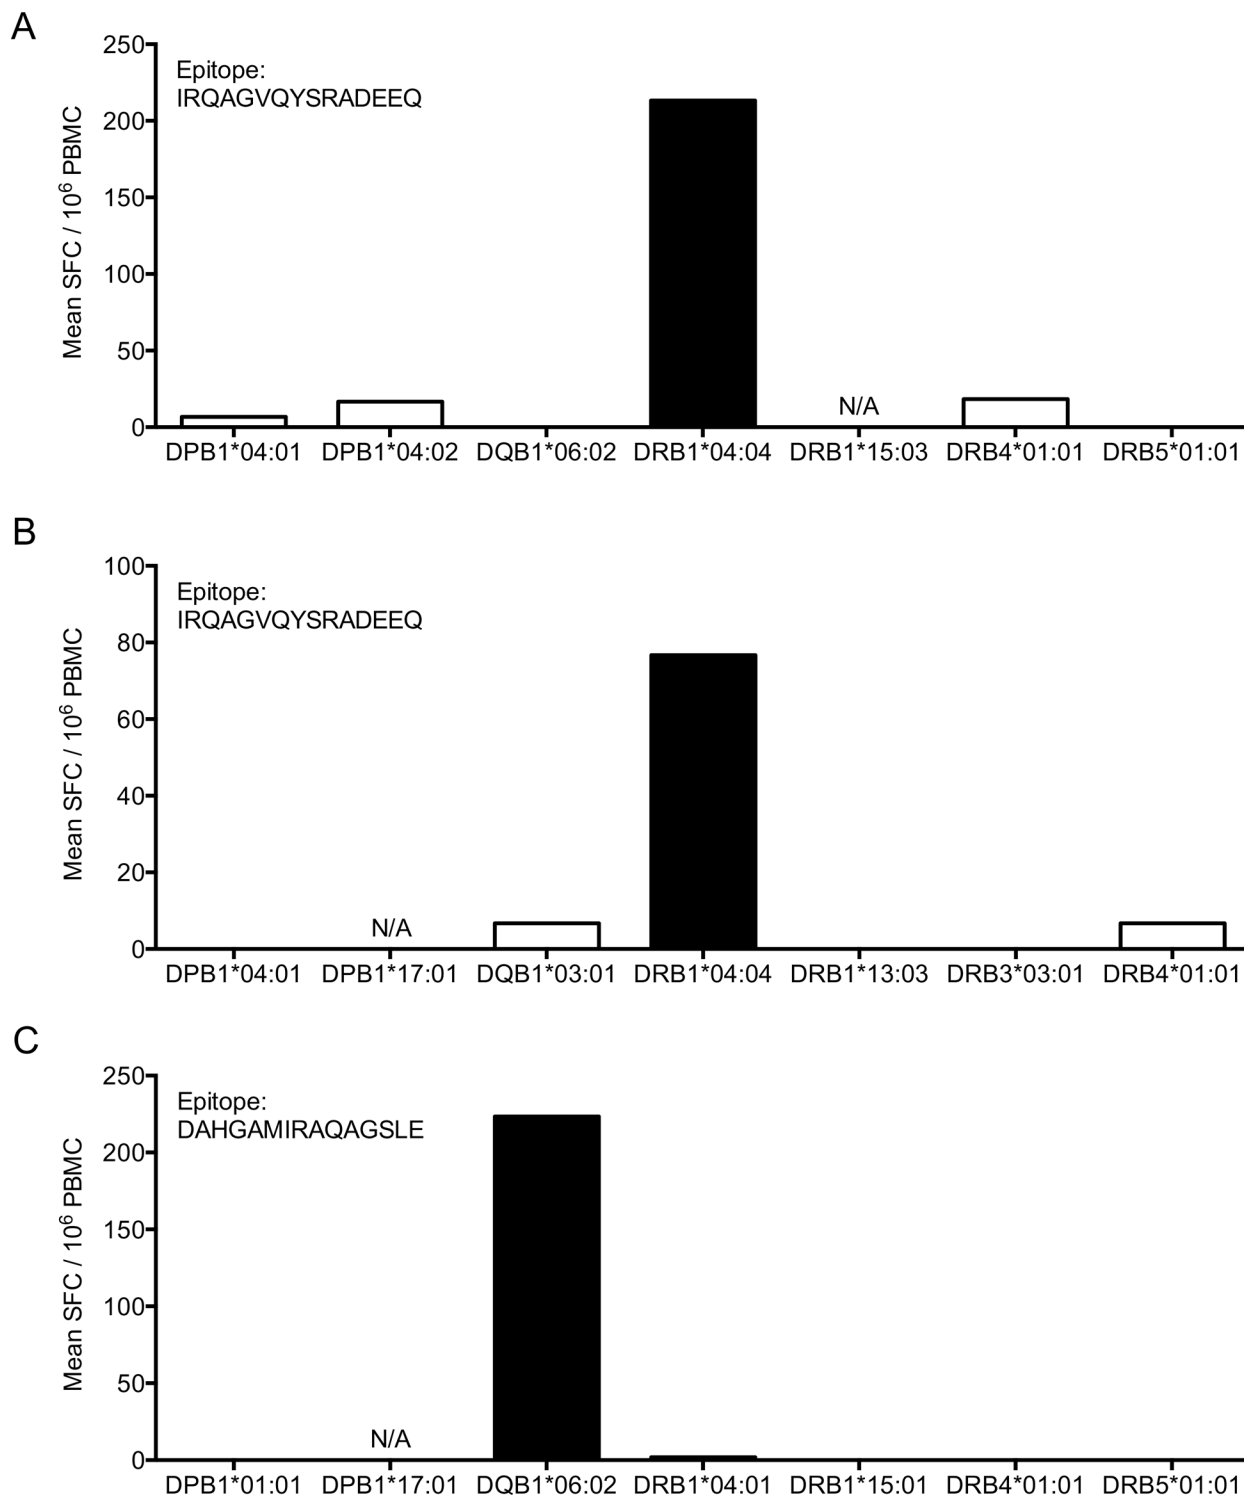 A
Mean SFC / 10⁶ PBMC
250
200
150
100
50
0
Epitope:
IRQAGVQYSRADEEQ
N/A
DPB1*04:01 DPB1*04:02 DQB1*06:02 DRB1*04:04 DRB1*15:03 DRB4*01:01 DRB5*01:01
B
Mean SFC / 10⁶ PBMC
100
80
60
40
20
0
Epitope:
IRQAGVQYSRADEEQ
N/A
DPB1*04:01 DPB1*17:01 DQB1*03:01 DRB1*04:04 DRB1*13:03 DRB3*03:01 DRB4*01:01
C
Mean SFC / 10⁶ PBMC
250
200
150
100
50
0
Epitope:
DAHGAMIRAQAGSLE
N/A
DPB1*01:01 DPB1*17:01 DQB1*06:02 DRB1*04:01 DRB1*15:01 DRB4*01:01 DRB5*01:01